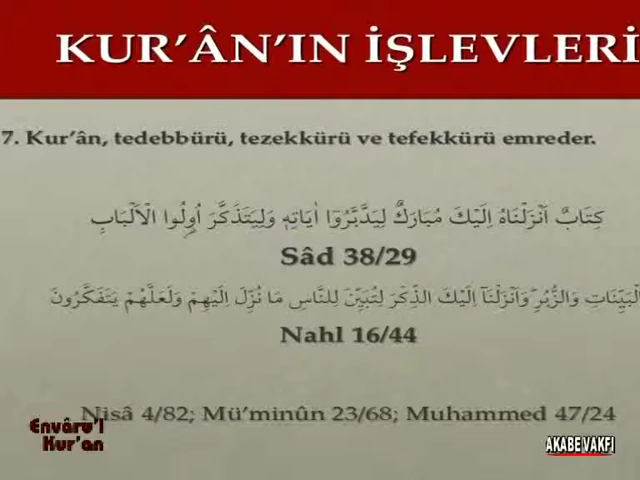 KUR’ÂN’IN İŞLEVLERİ
7. Kur’ân, tedebbürü, tezekkürü ve tefekkürü emreder.
كِتَابٌ اَنْزَلْنَاهُ اِلَيْكَ مُبَارَكٌ لِيَدَّبَّرُٓوا اٰيَاتِه۪ وَلِيَتَذَكَّرَ اُو۬لُوا الْاَلْبَابِ
Sâd 38/29
الْبَيِّنَاتِ وَالزُّبُرِۜ وَاَنْزَلْنَٓا اِلَيْكَ الذِّكْرَ لِتُبَيِّنَ لِلنَّاسِ مَا نُزِّلَ اِلَيْهِمْ وَلَعَلَّهُمْ يَتَفَكَّرُونَ
Nahl 16/44
Nisâ 4/82; Mü’minûn 23/68; Muhammed 47/24
Envâru’l
Kur’an
AKABE VAKFI